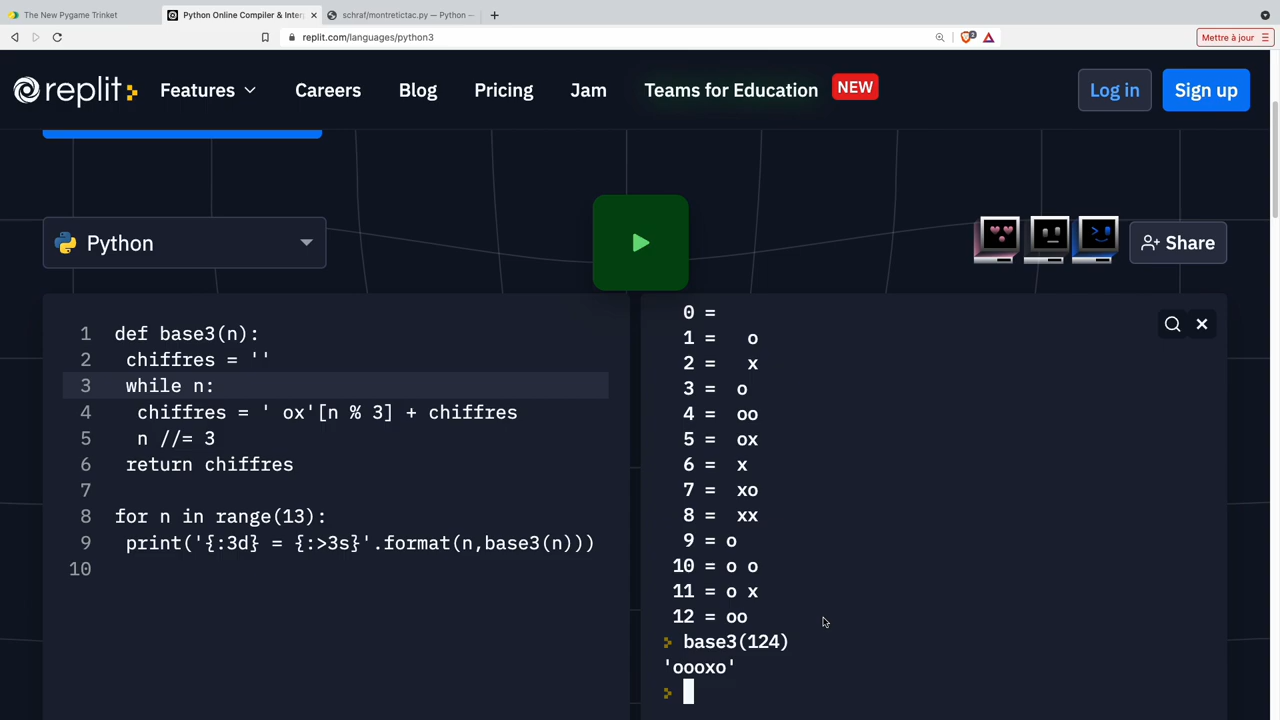 The New Pygame Trinket
Python Online Compiler & Inter
schraf/montretictac.py — Python —
replit.com/languages/python3
Mettre à jour
replit
Features
Careers
Blog
Pricing
Jam
Teams for Education
NEW
Log in
Sign up
Python
Share
1 def base3(n):
2  chiffres = ''
3  while n:
4   chiffres = ' ox'[n % 3] + chiffres
5   n //= 3
6  return chiffres
7
8 for n in range(13):
9  print('{:3d} = {:>3s}'.format(n,base3(n)))
10
  0 =
  1 =   o
  2 =   x
  3 =  o
  4 =  oo
  5 =  ox
  6 =  x
  7 =  xo
  8 =  xx
  9 = o
 10 = o o
 11 = o x
 12 = oo
base3(124)
'oooxo'